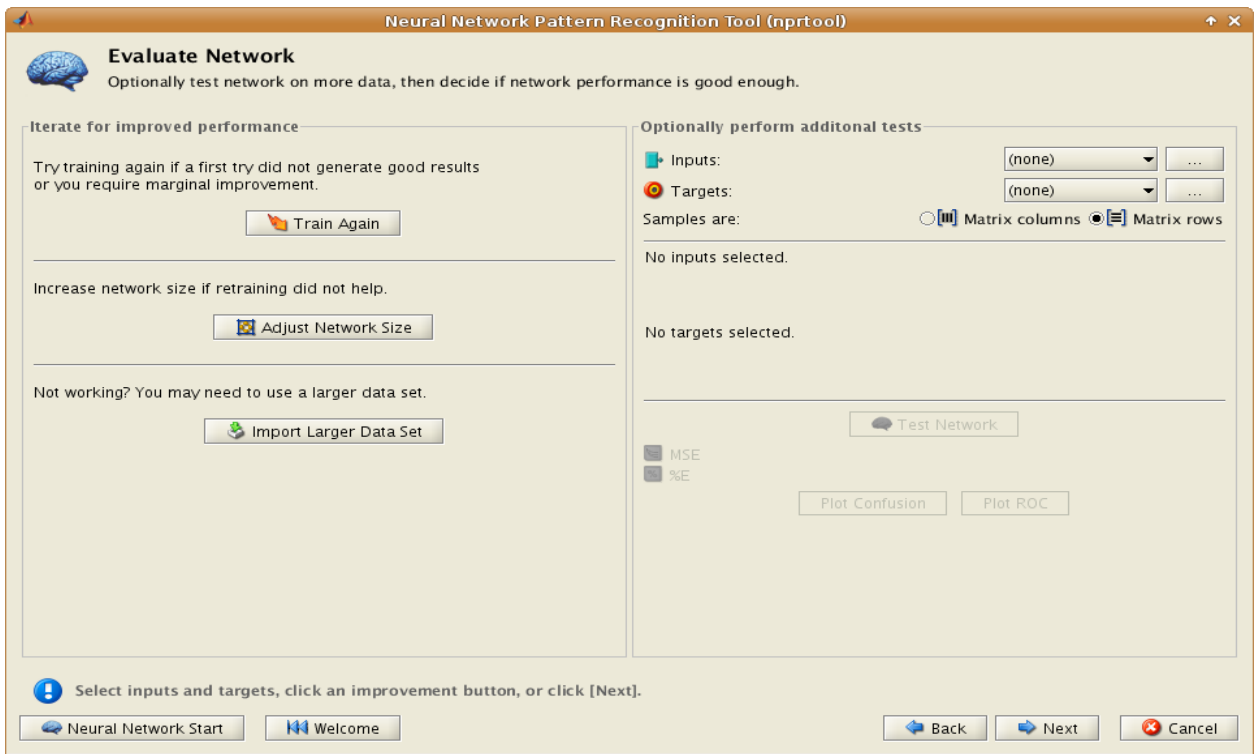 Neural Network Pattern Recognition Tool (nprtool)
Evaluate Network
Optionally test network on more data, then decide if network performance is good enough.
Iterate for improved performance
Try training again if a first try did not generate good results
or you require marginal improvement.
Train Again
Increase network size if retraining did not help.
Adjust Network Size
Not working? You may need to use a larger data set.
Import Larger Data Set
Optionally perform additonal tests
Inputs: (none) ...
Targets: (none) ...
Samples are: Matrix columns Matrix rows
No inputs selected.
No targets selected.
Test Network
MSE
%E
Plot Confusion Plot ROC
Select inputs and targets, click an improvement button, or click [Next].
Neural Network Start Welcome Back Next Cancel